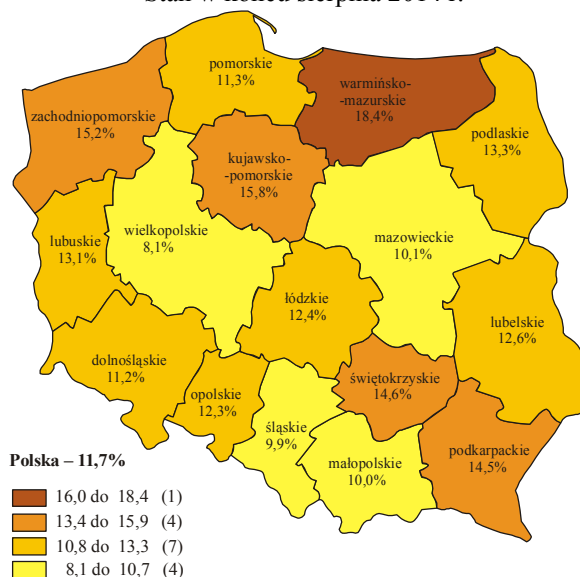 Stan w końcu sierpnia 2014 r.
pomorskie
11,3%
warmińsko-
-mazurskie
18,4%
zachodniopomorskie
15,2%
podlaskie
13,3%
kujawsko-
-pomorskie
15,8%
wielkopolskie
8,1%
lubuskie
13,1%
mazowieckie
10,1%
łódzkie
12,4%
lubelskie
12,6%
dolnośląskie
11,2%
opolskie
12,3%
świętokrzyskie
14,6%
śląskie
9,9%
małopolskie
10,0%
podkarpackie
14,5%
Polska – 11,7%
16,0 do 18,4 (1)
13,4 do 15,9 (4)
10,8 do 13,3 (7)
8,1 do 10,7 (4)